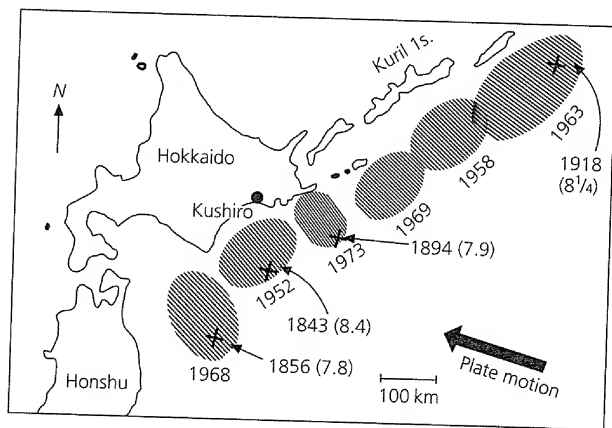 Kuril 1s.
N
Hokkaido
Kushiro
1963
1918
(8¼)
1958
1969
1973
1894 (7.9)
1952
1843 (8.4)
1968
1856 (7.8)
Honshu
100 km
Plate motion